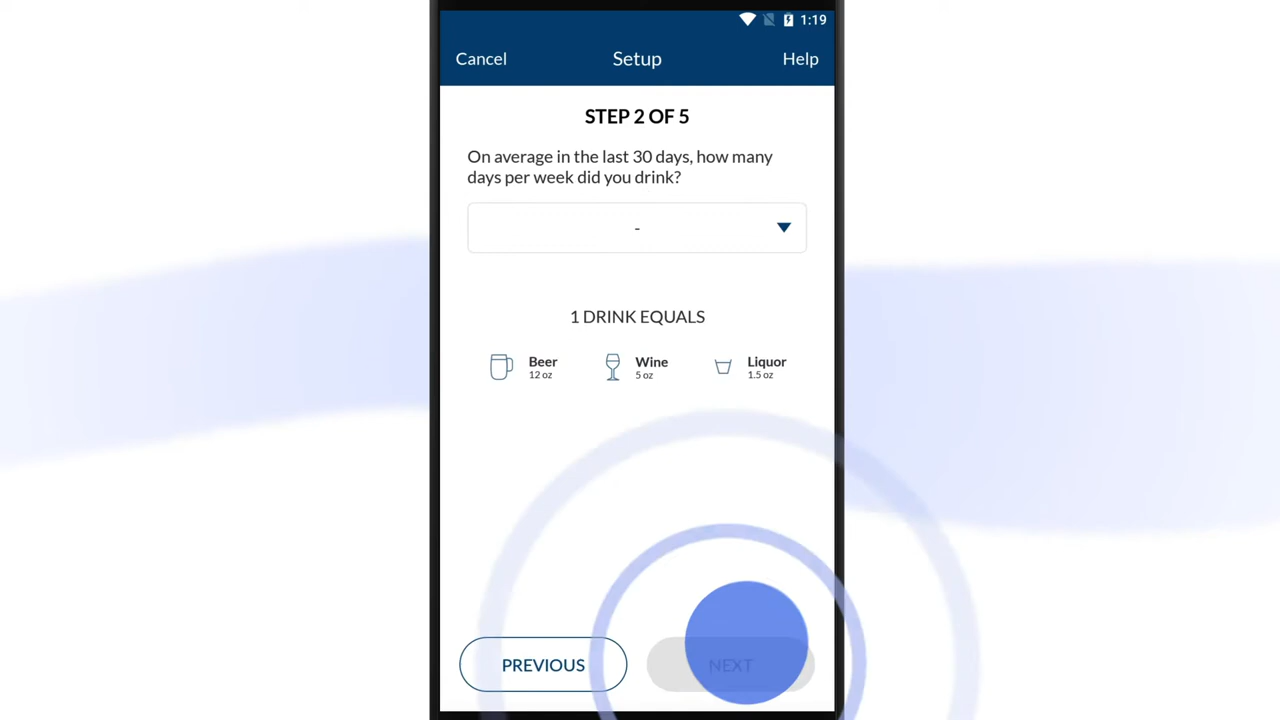 1:19
Cancel
Setup
Help
STEP 2 OF 5
On average in the last 30 days, how many
days per week did you drink?
-
1 DRINK EQUALS
Beer
12 oz
Wine
5 oz
Liquor
1.5 oz
PREVIOUS
NEXT